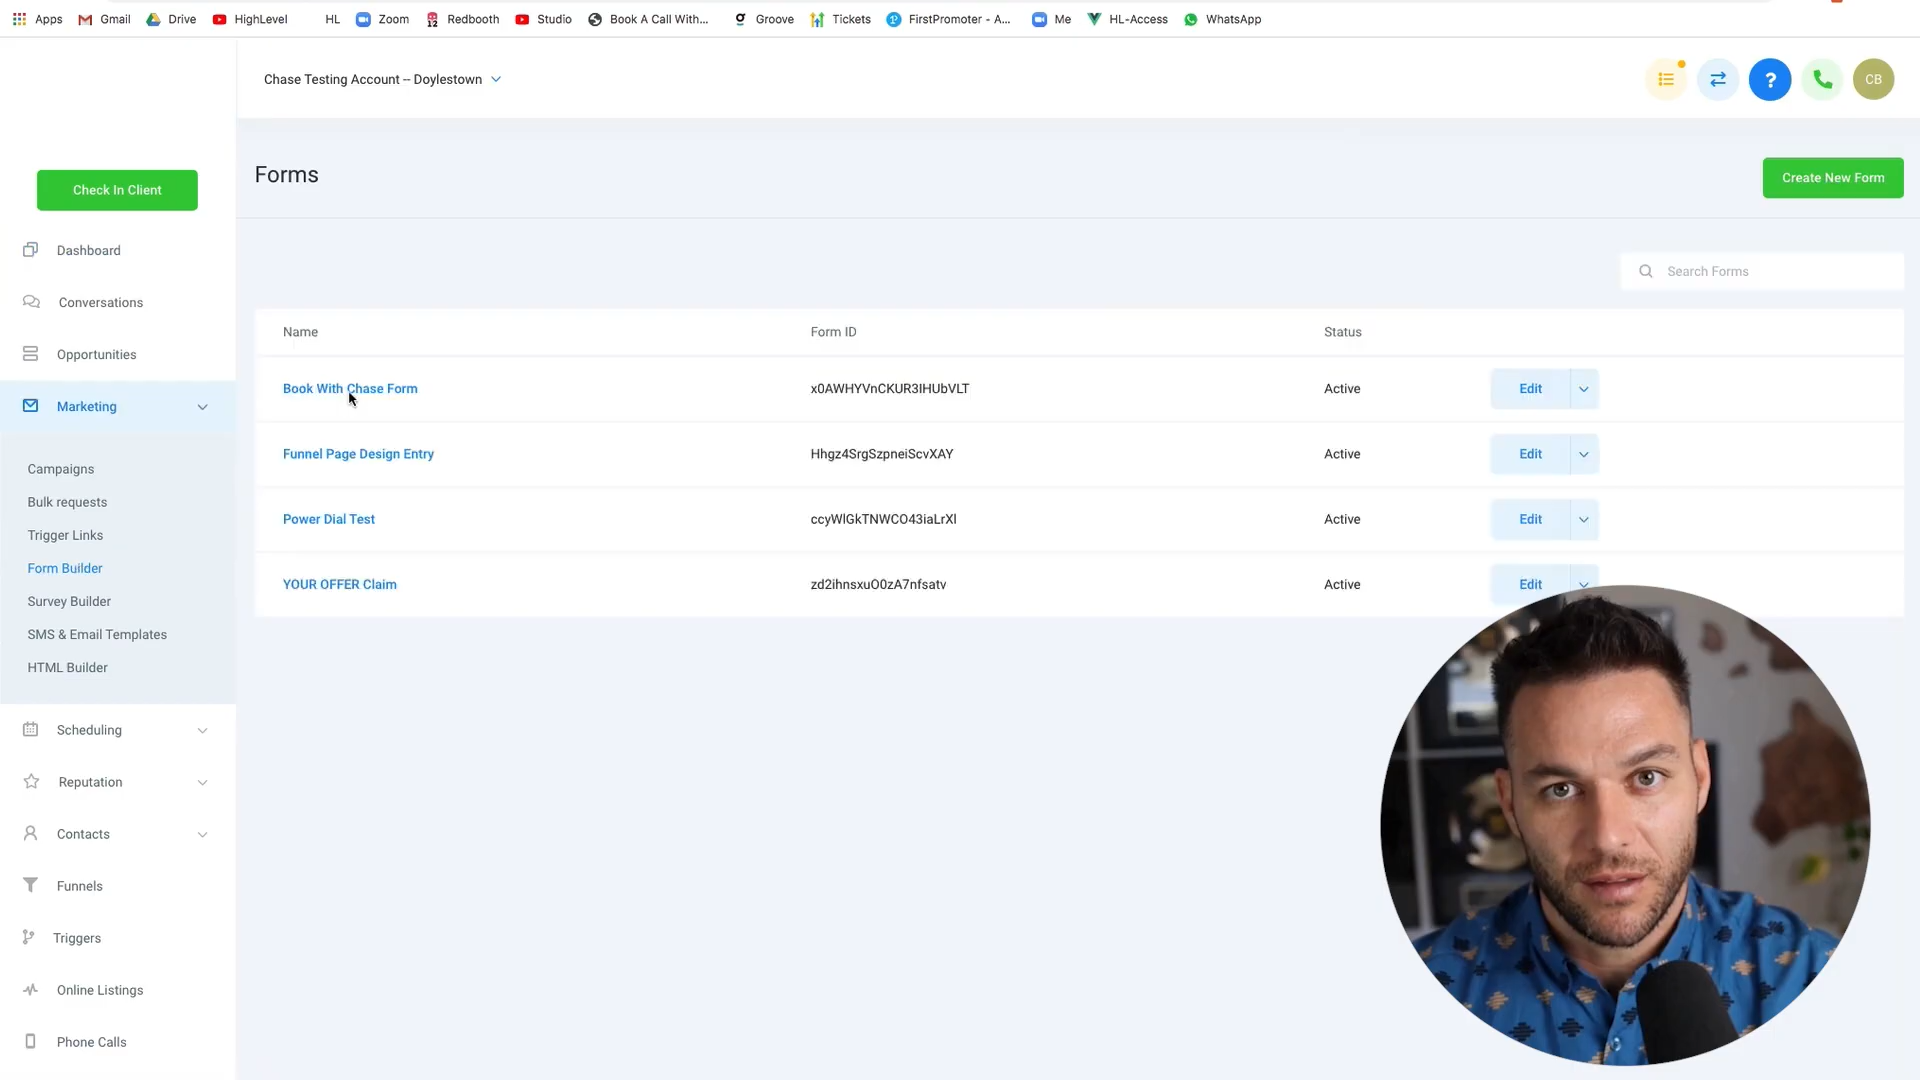 Apps Gmail Drive HighLevel HL Zoom Redbooth Studio Book A Call With... Groove Tickets FirstPromoter - A... Me HL-Access WhatsApp
Chase Testing Account -- Doylestown
? CB
Forms
Create New Form
Check In Client
Search Forms
Dashboard
Conversations
Opportunities
Marketing
Campaigns
Bulk requests
Trigger Links
Form Builder
Survey Builder
SMS & Email Templates
HTML Builder
Scheduling
Reputation
Contacts
Funnels
Triggers
Online Listings
Phone Calls
Name Form ID Status
Book With Chase Form x0AWHYVnCKUR3IHUbVLT Active Edit
Funnel Page Design Entry Hhgz4SrgSzpneiScvXAY Active Edit
Power Dial Test ccyWlGkTNWCO43iaLrXl Active Edit
YOUR OFFER Claim zd2ihnsxuO0zA7nfsatv Active Edit